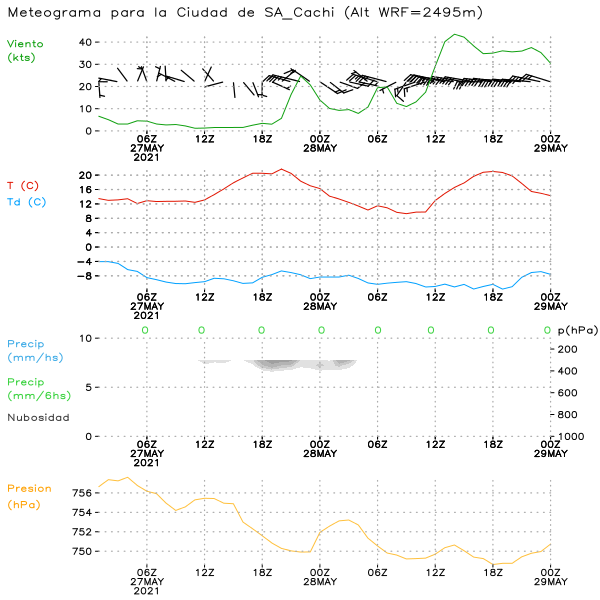 Meteograma para la Ciudad de SA_Cachi (Alt WRF=2495m)
Viento
(kts)
40
30
20
10
0
06Z 12Z 18Z 00Z 06Z 12Z 18Z 00Z
27MAY 28MAY 29MAY
2021
T (C)
Td (C)
20
16
12
8
4
0
-4
-8
06Z 12Z 18Z 00Z 06Z 12Z 18Z 00Z
27MAY 28MAY 29MAY
2021
0 0 0 0 0 0 0 0 p(hPa)
Precip
(mm/hs)
Precip
(mm/6hs)
Nubosidad
10
5
0
200
400
600
800
1000
06Z 12Z 18Z 00Z 06Z 12Z 18Z 00Z
27MAY 28MAY 29MAY
2021
Presion
(hPa)
756
754
752
750
06Z 12Z 18Z 00Z 06Z 12Z 18Z 00Z
27MAY 28MAY 29MAY
2021